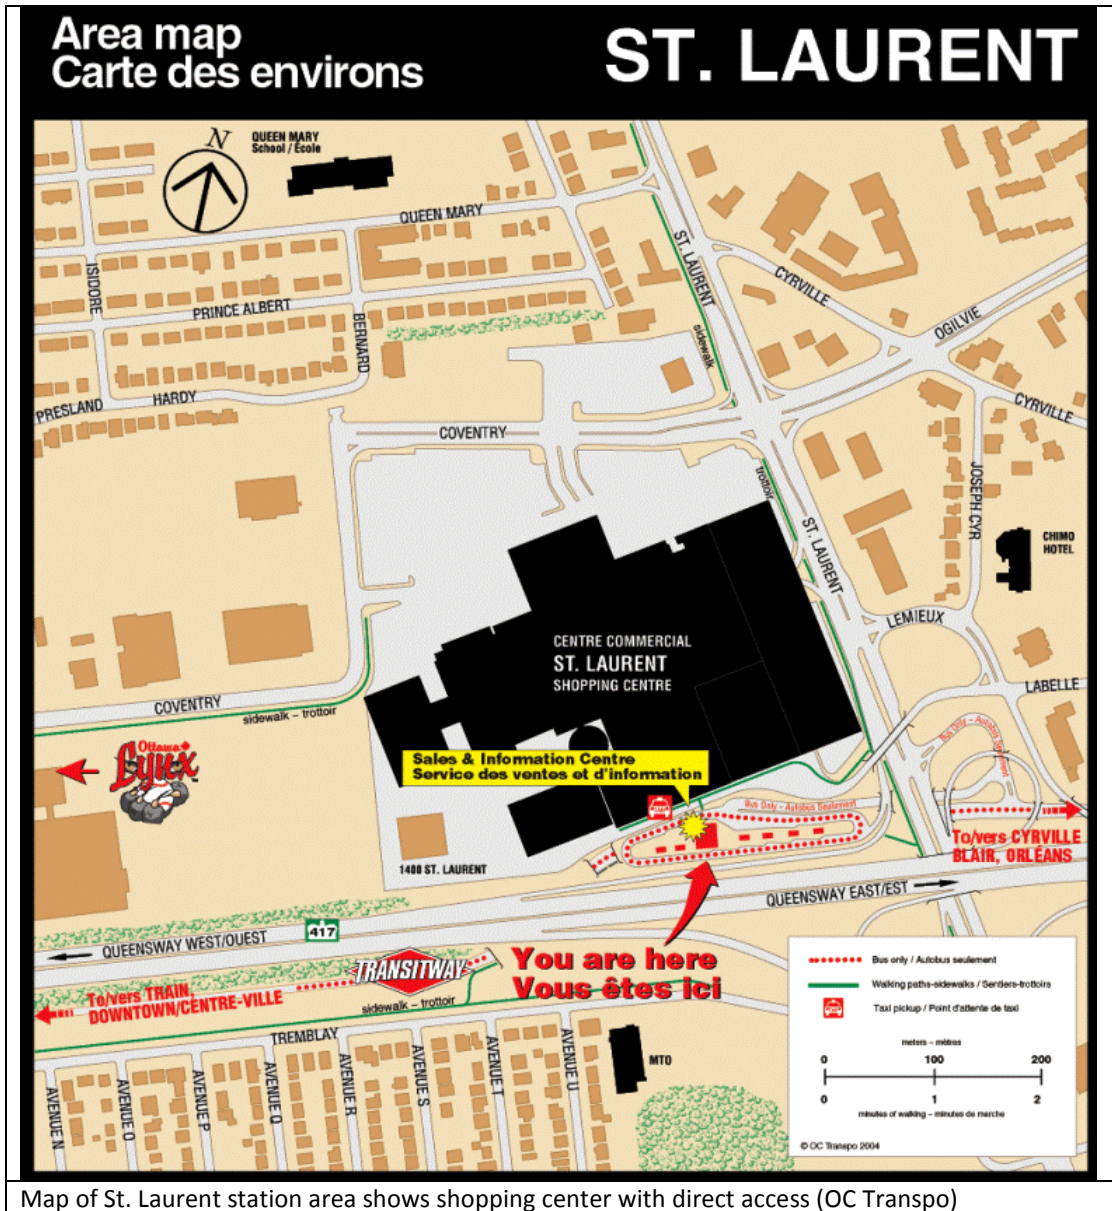 Area map
Carte des environs
ST. LAURENT
N
QUEEN MARY
School / École
QUEEN MARY
ISIDORE
PRINCE ALBERT
BERNARD
ST. LAURENT
sidewalk
CYRVILLE
OGILVIE
CYRVILLE
PRESLAND
HARDY
COVENTRY
trottoir
JOSEPH CYR
ST. LAURENT
CHIMO
HOTEL
CENTRE COMMERCIAL
ST. LAURENT
SHOPPING CENTRE
LEMIEUX
LABELLE
COVENTRY
sidewalk – trottoir
Ottawa
Lynx
Sales & Information Centre
Service des ventes et d'information
Bus Only – Autobus Seulement
Bus Only – Autobus Seulement
To/vers CYRVILLE
BLAIR, ORLÉANS
1400 ST. LAURENT
QUEENSWAY EAST/EST
417
QUEENSWAY WEST/OUEST
TRANSITWAY
You are here
Vous êtes ici
To/vers TRAIN,
DOWNTOWN/CENTRE-VILLE
sidewalk – trottoir
TREMBLAY
MTO
AVENUE N
AVENUE O
AVENUE P
AVENUE Q
AVENUE R
AVENUE S
AVENUE T
AVENUE U
Bus only / Autobus seulement
Walking paths-sidewalks / Sentiers-trottoirs
Taxi pickup / Point d'attente de taxi
meters – mètres
0 100 200
0 1 2
minutes of walking – minutes de marche
© OC Transpo 2004
Map of St. Laurent station area shows shopping center with direct access (OC Transpo)